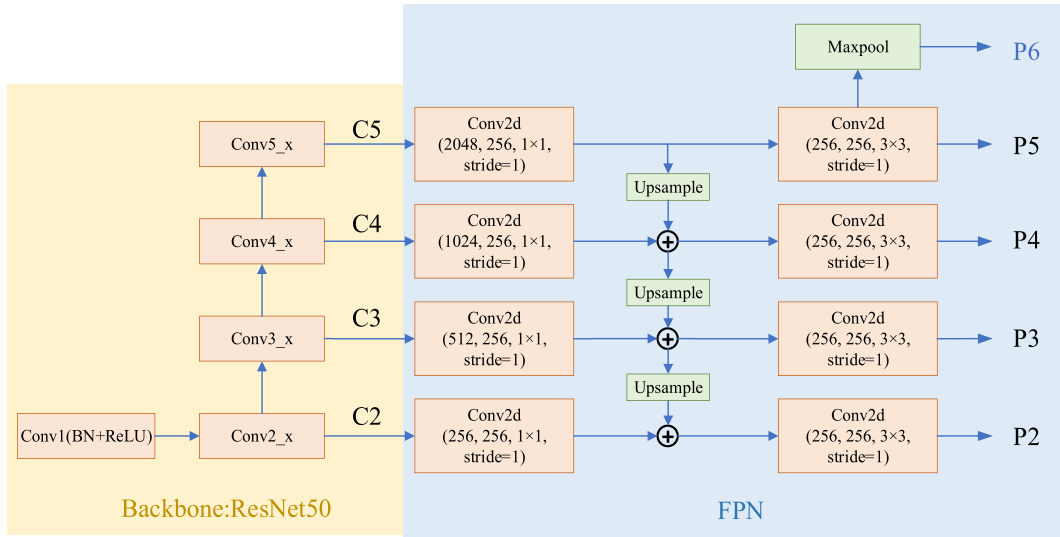 Maxpool
P6
Conv5_x
C5
Conv2d
(2048, 256, 1×1,
stride=1)
Conv2d
(256, 256, 3×3,
stride=1)
P5
Upsample
Conv4_x
C4
Conv2d
(1024, 256, 1×1,
stride=1)
Conv2d
(256, 256, 3×3,
stride=1)
P4
Upsample
Conv3_x
C3
Conv2d
(512, 256, 1×1,
stride=1)
Conv2d
(256, 256, 3×3,
stride=1)
P3
Upsample
Conv1(BN+ReLU)
Conv2_x
C2
Conv2d
(256, 256, 1×1,
stride=1)
Conv2d
(256, 256, 3×3,
stride=1)
P2
Backbone:ResNet50
FPN